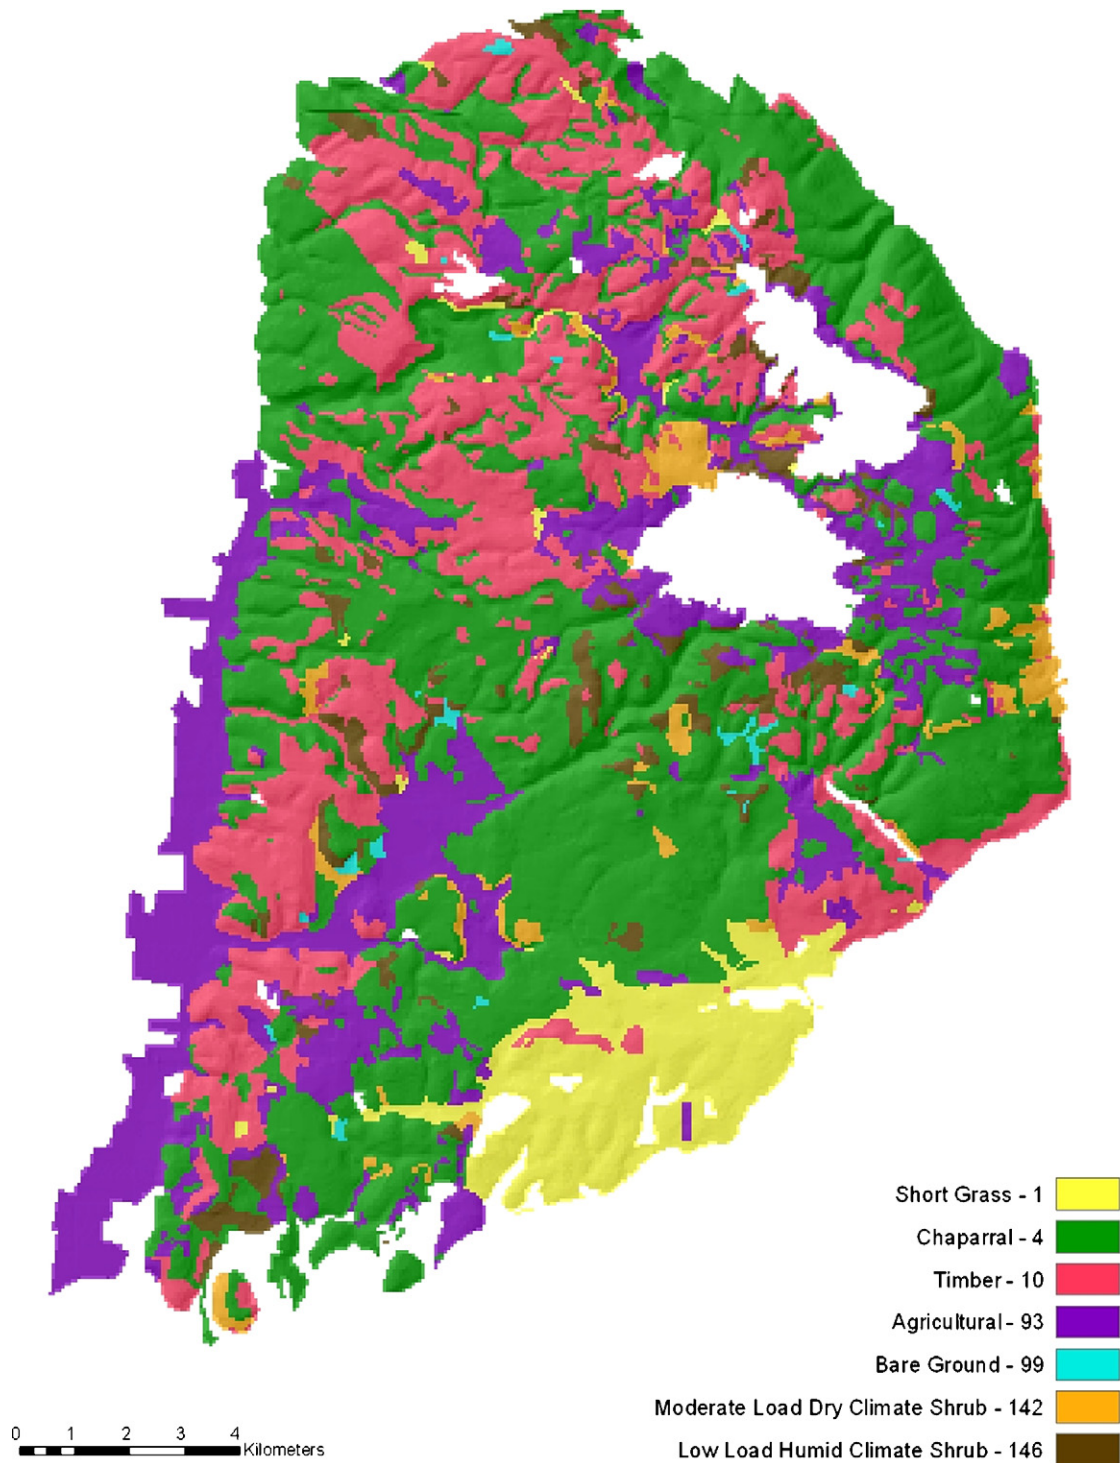 Short Grass - 1
Chaparral - 4
Timber - 10
Agricultural - 93
Bare Ground - 99
Moderate Load Dry Climate Shrub - 142
Low Load Humid Climate Shrub - 146
0 1 2 3 4
Kilometers